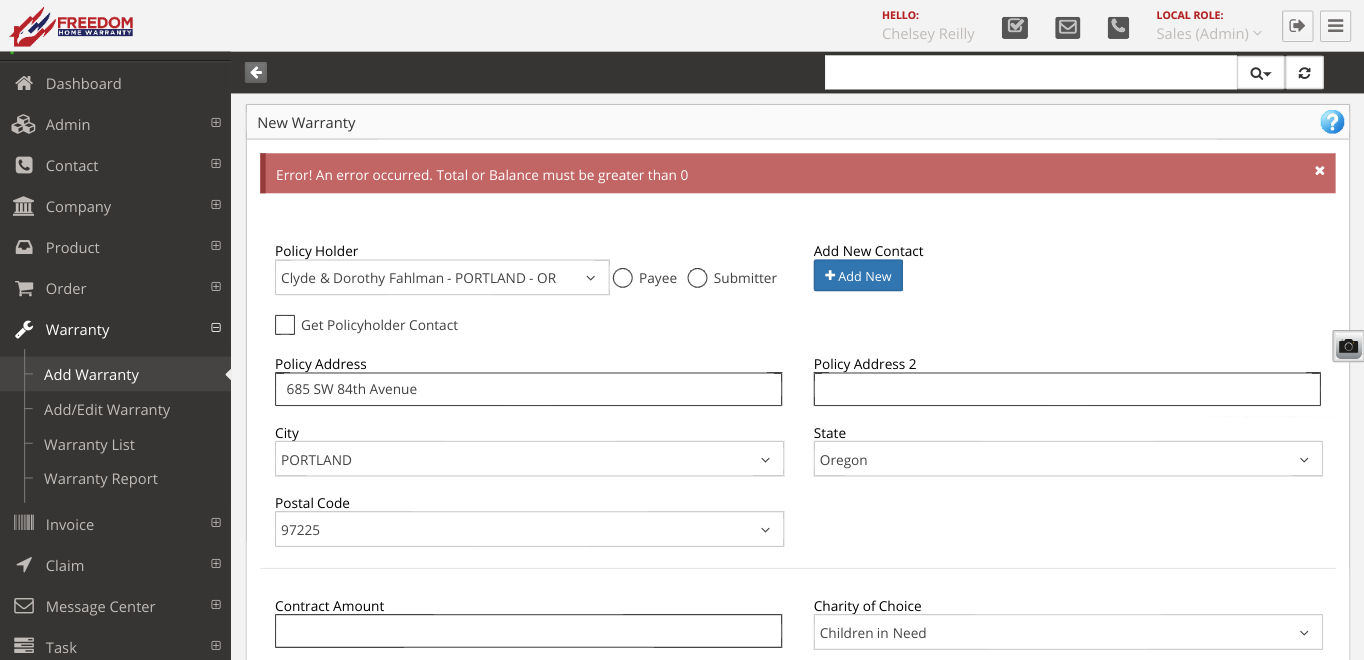 FREEDOM
HOME WARRANTY
HELLO:
Chelsey Reilly
LOCAL ROLE:
Sales (Admin)
Dashboard
Admin
Contact
Company
Product
Order
Warranty
Add Warranty
Add/Edit Warranty
Warranty List
Warranty Report
Invoice
Claim
Message Center
Task
New Warranty
?
Error! An error occurred. Total or Balance must be greater than 0
Policy Holder
Add New Contact
Clyde & Dorothy Fahlman - PORTLAND - OR
Payee
Submitter
Add New
Get Policyholder Contact
Policy Address
Policy Address 2
685 SW 84th Avenue
City
State
PORTLAND
Oregon
Postal Code
97225
Contract Amount
Charity of Choice
Children in Need